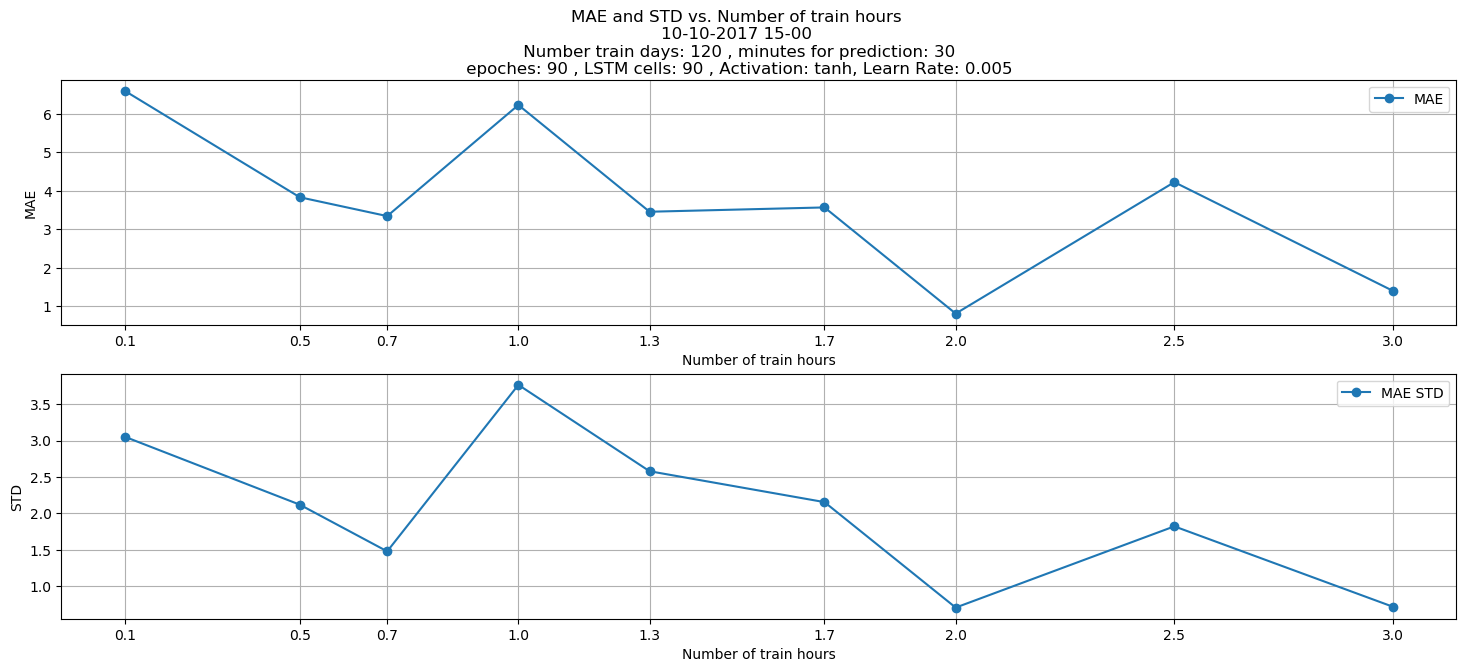 MAE and STD vs. Number of train hours
10-10-2017 15-00
Number train days: 120 , minutes for prediction: 30
epoches: 90 , LSTM cells: 90 , Activation: tanh, Learn Rate: 0.005
MAE
6
5
4
3
2
1
MAE
0.1 0.5 0.7 1.0 1.3 1.7 2.0 2.5 3.0
Number of train hours
MAE STD
3.5
3.0
2.5
2.0
1.5
1.0
STD
0.1 0.5 0.7 1.0 1.3 1.7 2.0 2.5 3.0
Number of train hours